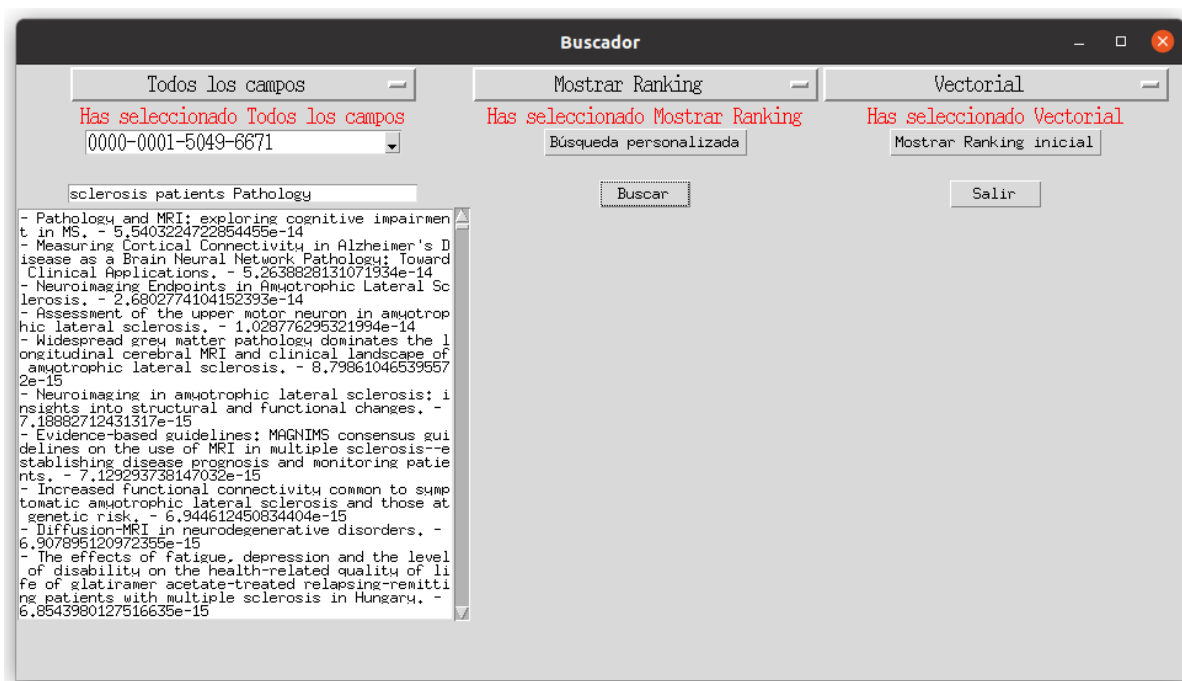 Buscador
Todos los campos
Mostrar Ranking
Vectorial
Has seleccionado Todos los campos
Has seleccionado Mostrar Ranking
Has seleccionado Vectorial
0000-0001-5049-6671
Búsqueda personalizada
Mostrar Ranking inicial
sclerosis patients Pathology
Buscar
Salir
- Pathology and MRI: exploring cognitive impairmen
t in MS. - 5.5403224722854455e-14
- Measuring Cortical Connectivity in Alzheimer's D
isease as a Brain Neural Network Pathology: Toward
Clinical Applications. - 5.2638828131071934e-14
- Neuroimaging Endpoints in Amyotrophic Lateral Sc
lerosis. - 2.6802774104152393e-14
- Assessment of the upper motor neuron in amyotrop
hic lateral sclerosis. - 1.028776295321994e-14
- Widespread grey matter pathology dominates the l
ongitudinal cerebral MRI and clinical landscape of
amyotrophic lateral sclerosis. - 8.79861046539557
2e-15
- Neuroimaging in amyotrophic lateral sclerosis: i
nsights into structural and functional changes. -
7.18882712431317e-15
- Evidence-based guidelines: MAGNIMS consensus gui
delines on the use of MRI in multiple sclerosis--e
stablishing disease prognosis and monitoring patie
nts. - 7.129293738147032e-15
- Increased functional connectivity common to symp
tomatic amyotrophic lateral sclerosis and those at
genetic risk. - 6.944612450834404e-15
- Diffusion-MRI in neurodegenerative disorders. -
6.907895120972355e-15
- The effects of fatigue, depression and the level
of disability on the health-related quality of li
fe of glatiramer acetate-treated relapsing-remitti
ng patients with multiple sclerosis in Hungary. -
6.8543980127516635e-15